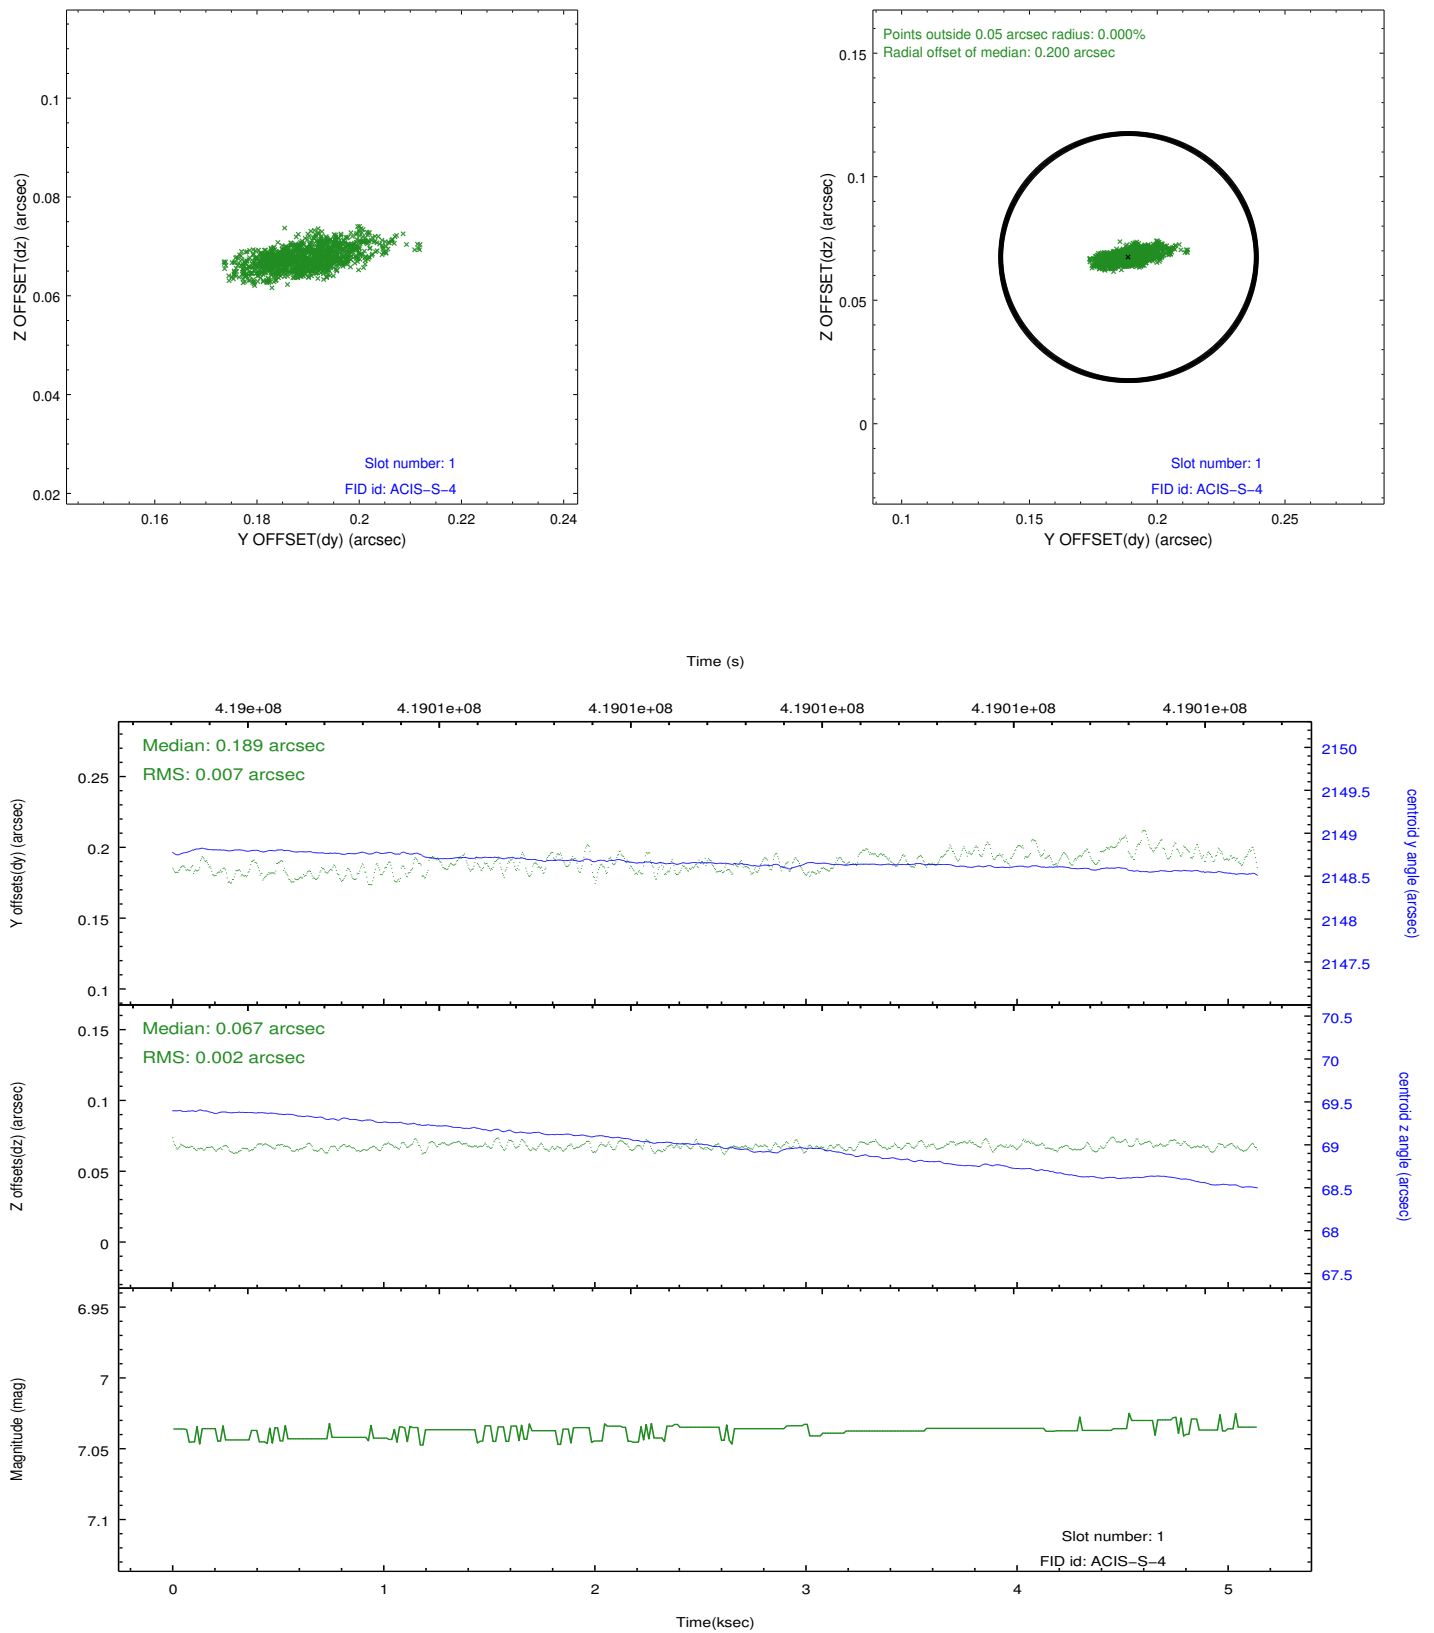 0.1
0.08
0.06
0.04
0.02
Z OFFSET(dz) (arcsec)
Slot number: 1
FID id: ACIS−S−4
0.16 0.18 0.2 0.22 0.24
Y OFFSET(dy) (arcsec)
Points outside 0.05 arcsec radius: 0.000%
Radial offset of median: 0.200 arcsec
0.15
0.1
0.05
0
Z OFFSET(dz) (arcsec)
Slot number: 1
FID id: ACIS−S−4
0.1 0.15 0.2 0.25
Y OFFSET(dy) (arcsec)
Time (s)
4.19e+08 4.1901e+08 4.1901e+08 4.1901e+08 4.1901e+08 4.1901e+08
Median: 0.189 arcsec
RMS: 0.007 arcsec
0.25
0.2
0.15
0.1
Y offsets(dy) (arcsec)
2150
2149.5
2149
2148.5
2148
2147.5
centroid y angle (arcsec)
Median: 0.067 arcsec
RMS: 0.002 arcsec
0.15
0.1
0.05
0
Z offsets(dz) (arcsec)
70.5
70
69.5
69
68.5
68
67.5
centroid z angle (arcsec)
6.95
7
7.05
7.1
Magnitude (mag)
Slot number: 1
FID id: ACIS−S−4
0 1 2 3 4 5
Time(ksec)